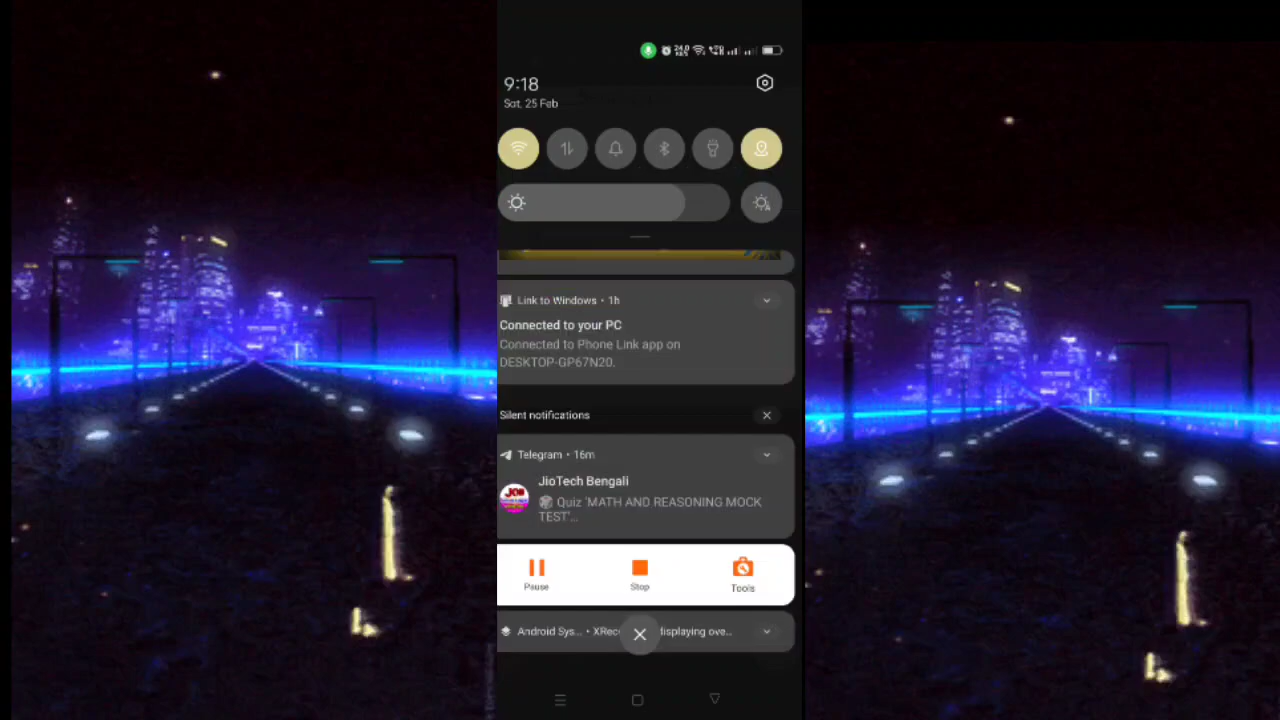 9:18
Sat, 25 Feb
Link to Windows • 1h
Connected to your PC
Connected to Phone Link app on
DESKTOP-GP67N20.
Silent notifications
Telegram • 16m
JioTech Bengali
Quiz 'MATH AND REASONING MOCK
TEST'...
Pause
Stop
Tools
Android Sys... • XRec
displaying ove...